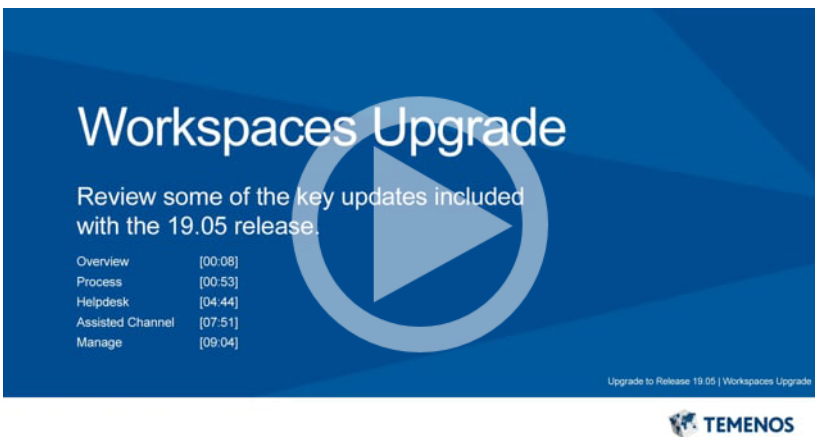 Workspaces Upgrade
Review some of the key updates included
with the 19.05 release.
Overview [00:08]
Process [00:53]
Helpdesk [04:44]
Assisted Channel [07:51]
Manage [09:04]
Upgrade to Release 19.05 | Workspaces Upgrade
TEMENOS